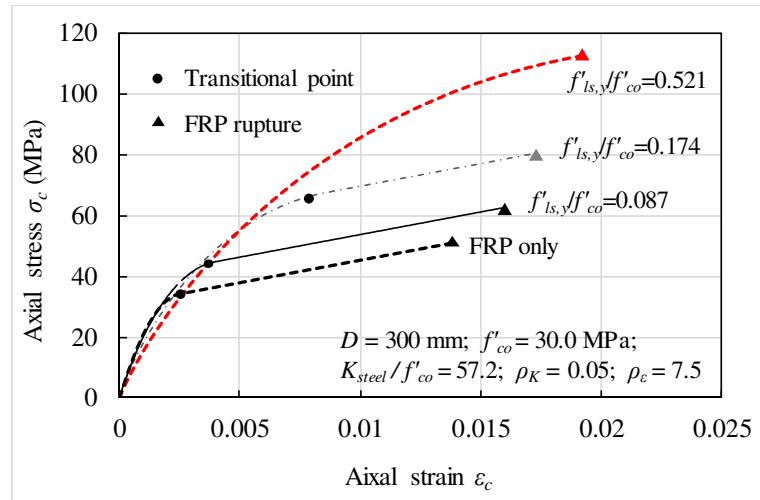 120
100
80
60
40
20
0
Axial stress σc (MPa)
Transitional point
FRP rupture
f'ls,y/f'co=0.521
f'ls,y/f'co=0.174
f'ls,y/f'co=0.087
FRP only
D = 300 mm; f'co = 30.0 MPa;
Ksteel/f'co = 57.2; ρK = 0.05; ρε = 7.5
0 0.005 0.01 0.015 0.02 0.025
Aixal strain εc